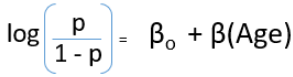 log(p / 1 - p) = β₀ + β(Age)